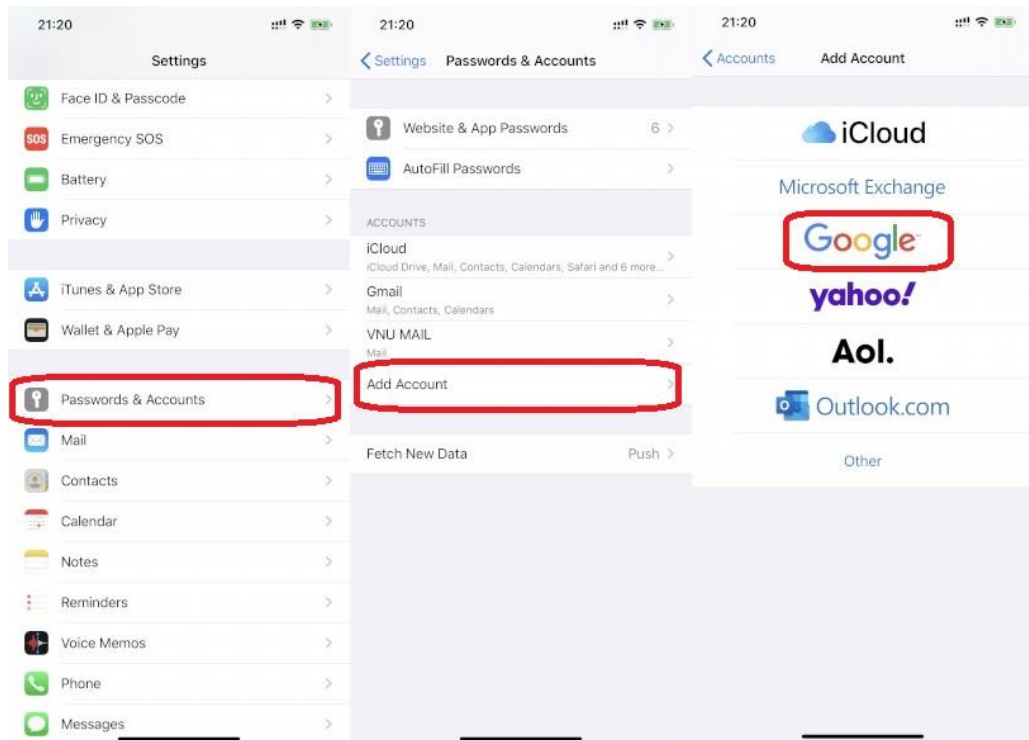 21:20
Settings
Face ID & Passcode
SOS
Emergency SOS
Battery
Privacy
iTunes & App Store
Wallet & Apple Pay
Passwords & Accounts
Mail
Contacts
Calendar
Notes
Reminders
Voice Memos
Phone
Messages
21:20
Settings Passwords & Accounts
Website & App Passwords 6
AutoFill Passwords
ACCOUNTS
iCloud
iCloud Drive, Mail, Contacts, Calendars, Safari and 6 more...
Gmail
Mail, Contacts, Calendars
VNU MAIL
Mail
Add Account
Fetch New Data Push
21:20
Accounts Add Account
iCloud
Microsoft Exchange
Google
yahoo!
Aol.
Outlook.com
Other